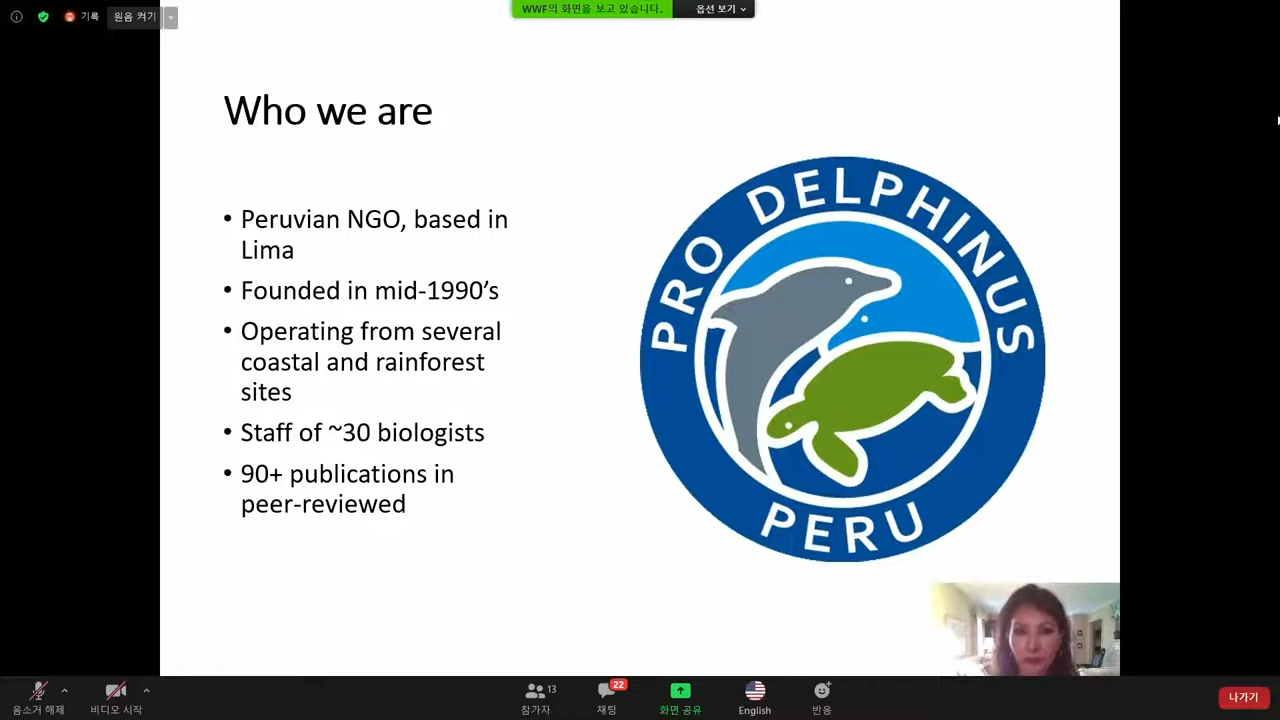 기록
원음 켜기
WWF의 화면을 보고 있습니다.
옵션 보기
Who we are
• Peruvian NGO, based in
Lima
• Founded in mid-1990’s
• Operating from several
coastal and rainforest
sites
• Staff of ~30 biologists
• 90+ publications in
peer-reviewed
PRO DELPHINUS
PERU
음소거 해제
비디오 시작
13
참가자
22
채팅
화면 공유
English
반응
나가기